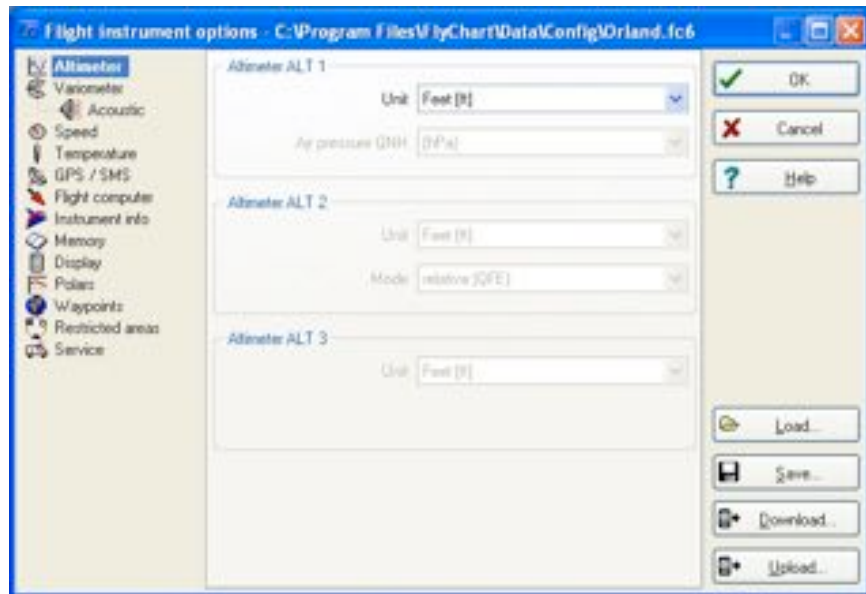 Flight instrument options - C:\Program Files\FlyChart\Data\Config\Orland.fc6
Altimeter
Variometer
Acoustic
Speed
Temperature
GPS / SMS
Flight computer
Instrument info
Memory
Display
Polars
Waypoints
Restricted areas
Service
Altimeter ALT 1
Unit Feet [ft]
Air pressure QNH [hPa]
Altimeter ALT 2
Unit Feet [ft]
Mode relative (QFE)
Altimeter ALT 3
Unit Feet [ft]
OK
Cancel
Help
Load...
Save...
Download...
Upload...